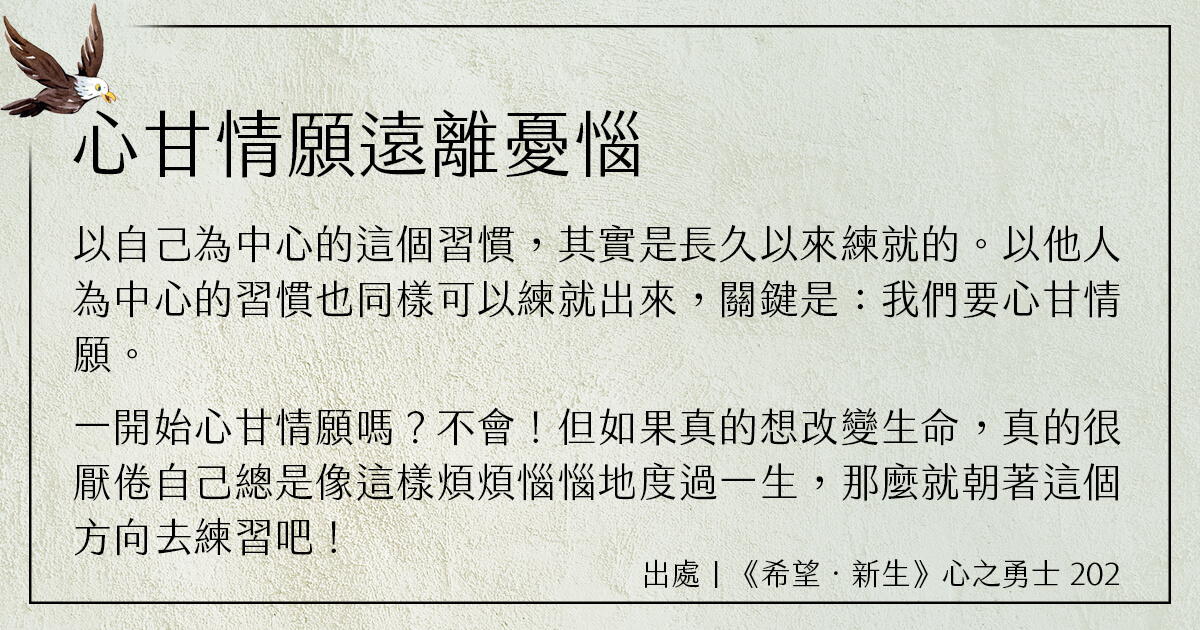 心甘情願遠離憂惱
以自己為中心的這個習慣，其實是長久以來練就的。以他人
為中心的習慣也同樣可以練就出來，關鍵是：我們要心甘情
願。
一開始心甘情願嗎？不會！但如果真的想改變生命，真的很
厭倦自己總是像這樣煩煩惱惱地度過一生，那麼就朝著這個
方向去練習吧！
出處｜《希望．新生》心之勇士 202